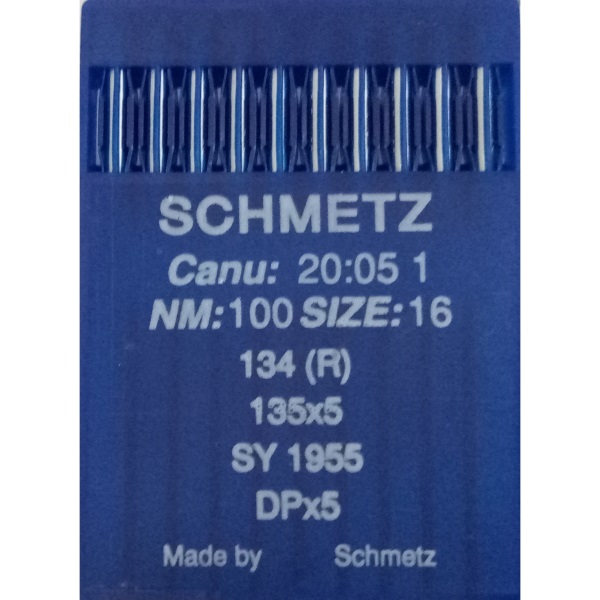 SCHMETZ
Canu: 20:05 1
NM:100 SIZE:16
134 (R)
135x5
SY 1955
DPx5
Made by Schmetz